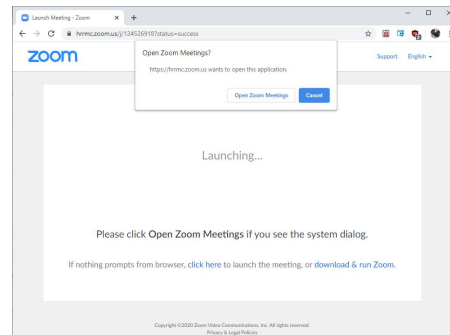 Launch Meeting - Zoom
hrmc.zoom.us/j/124526918?status=success
zoom
Support English
Open Zoom Meetings?
https://hrmc.zoom.us wants to open this application.
Open Zoom Meetings Cancel
Launching...
Please click Open Zoom Meetings if you see the system dialog.
If nothing prompts from browser, click here to launch the meeting, or download & run Zoom.
Copyright ©2020 Zoom Video Communications, Inc. All rights reserved.
Privacy & Legal Policies